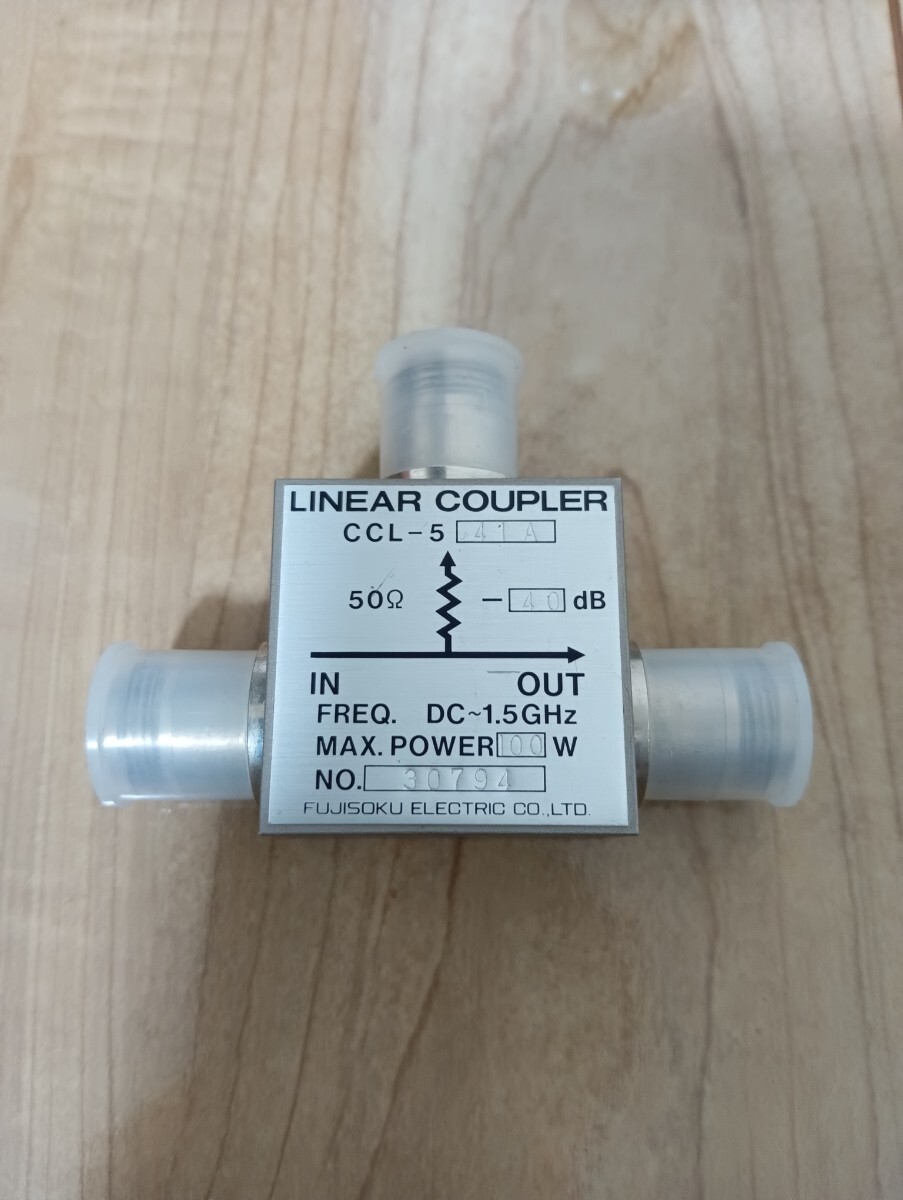 LINEAR COUPLER
CCL-5 41A
50Ω -40 dB
IN OUT
FREQ. DC~1.5GHz
MAX. POWER 100 W
NO. 30794
FUJISOKU ELECTRIC CO.,LTD.